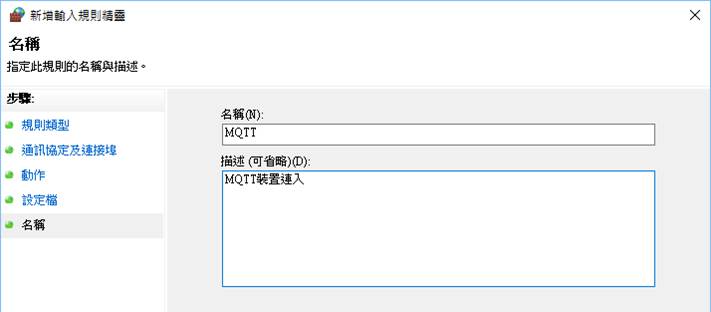 新增輸入規則精靈
名稱
指定此規則的名稱與描述。
步驟:
規則類型
通訊協定及連接埠
動作
設定檔
名稱
名稱(N):
MQTT
描述 (可省略)(D):
MQTT裝置連入